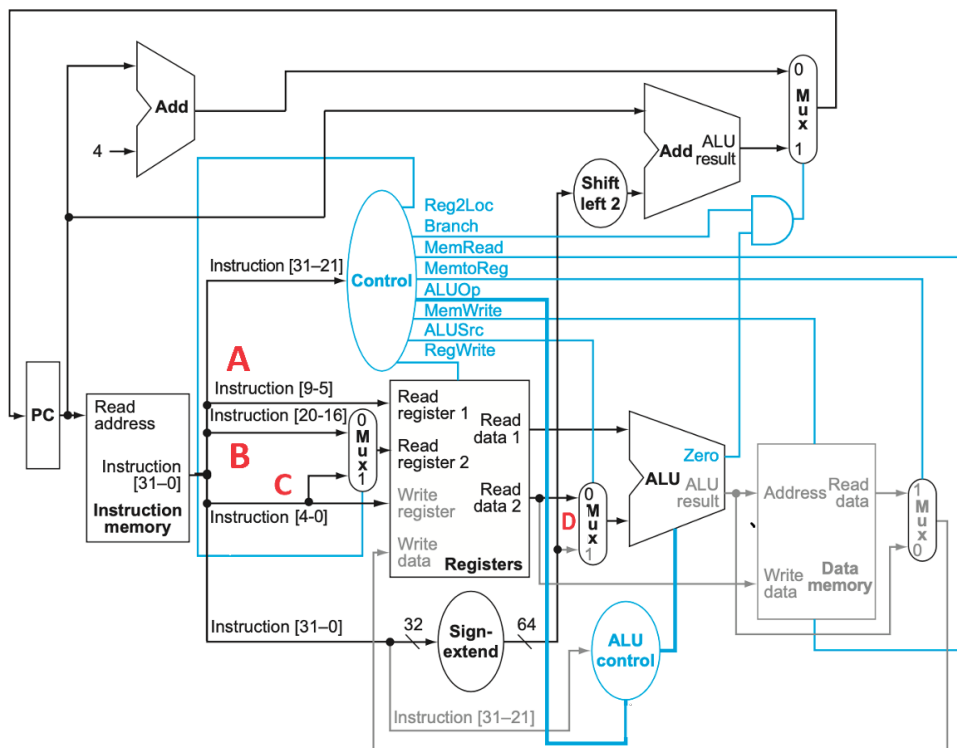 0
M
u
x
1
Add
4
Add
ALU
result
Shift
left 2
Reg2Loc
Branch
MemRead
MemtoReg
ALUOp
MemWrite
ALUSrc
RegWrite
Control
Instruction [31–21]
A
Instruction [9-5]
Instruction [20-16]
B
C
Instruction [4-0]
PC
Read
address
Instruction
[31–0]
Instruction
memory
0
M
u
x
1
Read
register 1
Read
register 2
Write
register
Write
data
Read
data 1
Read
data 2
Registers
D
0
M
u
x
1
Zero
ALU
ALU
result
Address
Read
data
Write
data
Data
memory
1
M
u
x
0
Instruction [31–0]
32
Sign-
extend
64
ALU
control
Instruction [31–21]